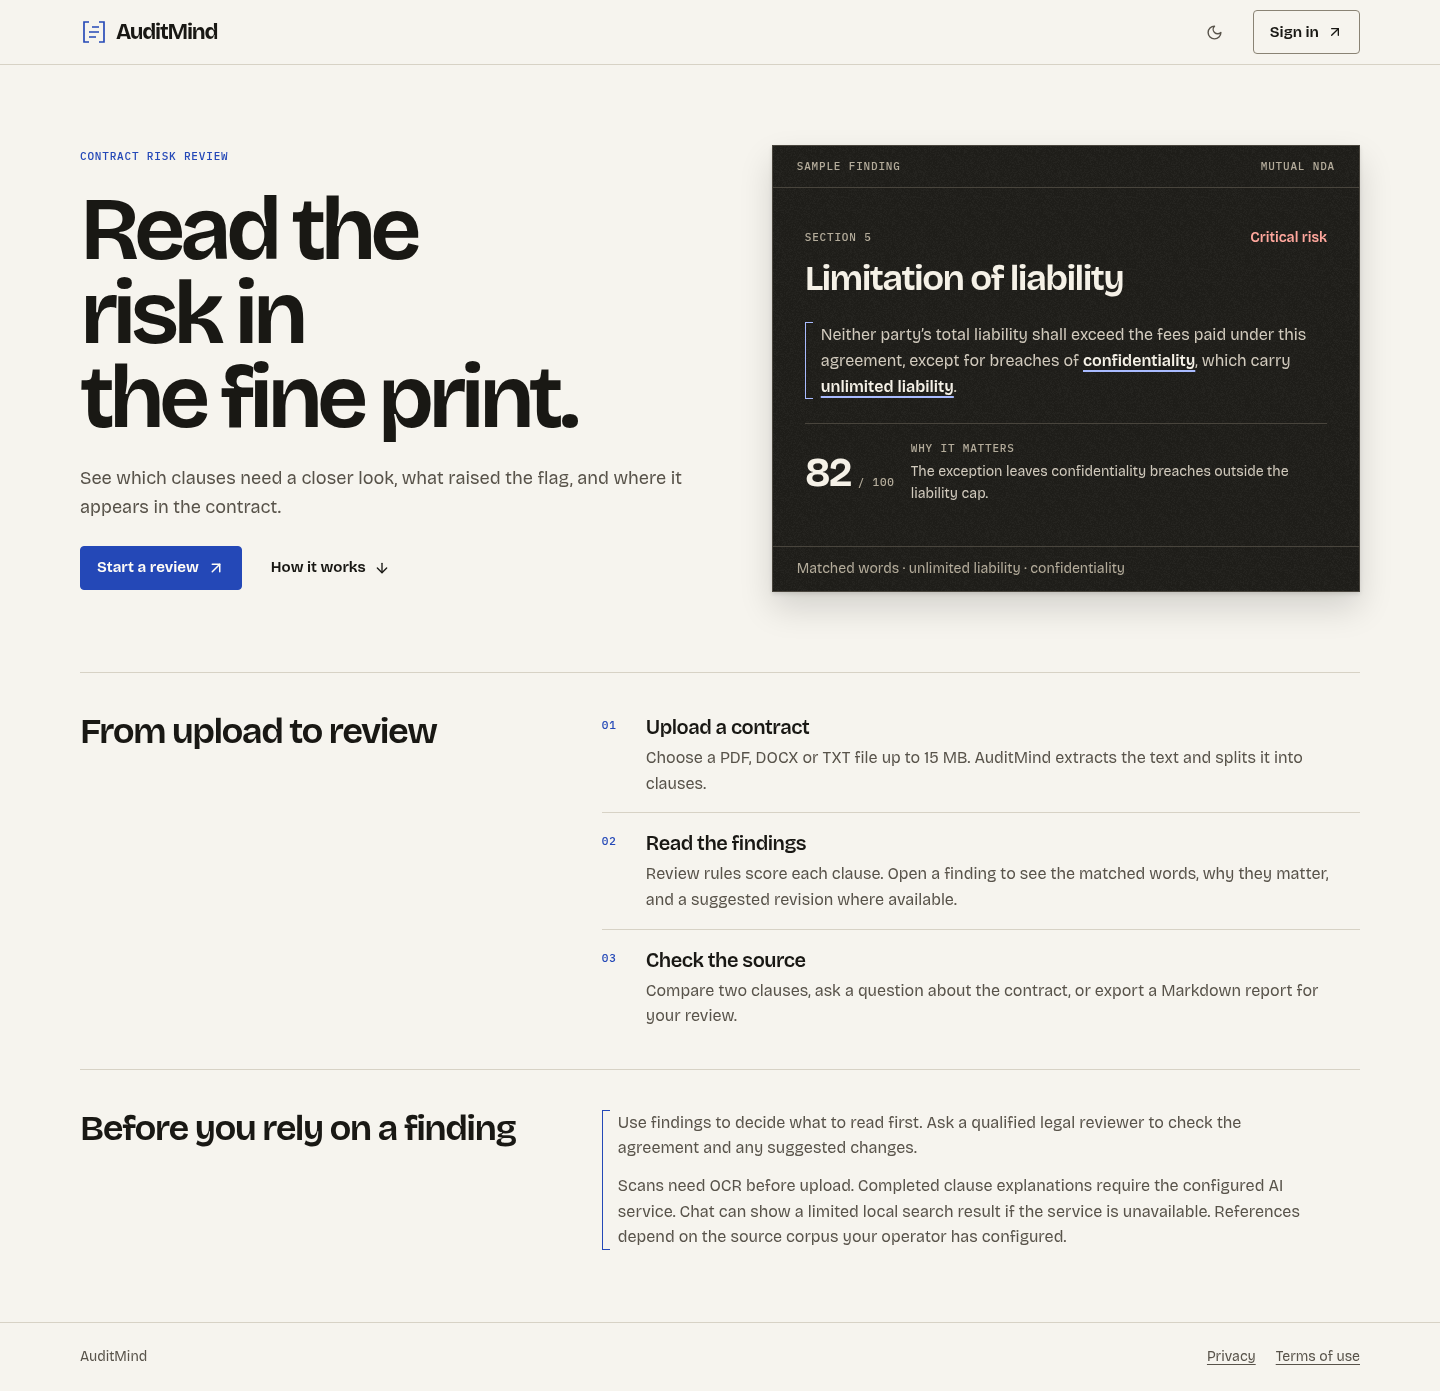 AuditMind
Sign in
CONTRACT RISK REVIEW
Read the
risk in
the fine print.
See which clauses need a closer look, what raised the flag, and where it
appears in the contract.
Start a review
How it works
SAMPLE FINDING
MUTUAL NDA
SECTION 5
Critical risk
Limitation of liability
Neither party's total liability shall exceed the fees paid under this
agreement, except for breaches of confidentiality, which carry
unlimited liability.
82 / 100
WHY IT MATTERS
The exception leaves confidentiality breaches outside the
liability cap.
Matched words · unlimited liability · confidentiality
From upload to review
01
Upload a contract
Choose a PDF, DOCX or TXT file up to 15 MB. AuditMind extracts the text and splits it into
clauses.
02
Read the findings
Review rules score each clause. Open a finding to see the matched words, why they matter,
and a suggested revision where available.
03
Check the source
Compare two clauses, ask a question about the contract, or export a Markdown report for
your review.
Before you rely on a finding
Use findings to decide what to read first. Ask a qualified legal reviewer to check the
agreement and any suggested changes.
Scans need OCR before upload. Completed clause explanations require the configured AI
service. Chat can show a limited local search result if the service is unavailable. References
depend on the source corpus your operator has configured.
AuditMind
Privacy
Terms of use